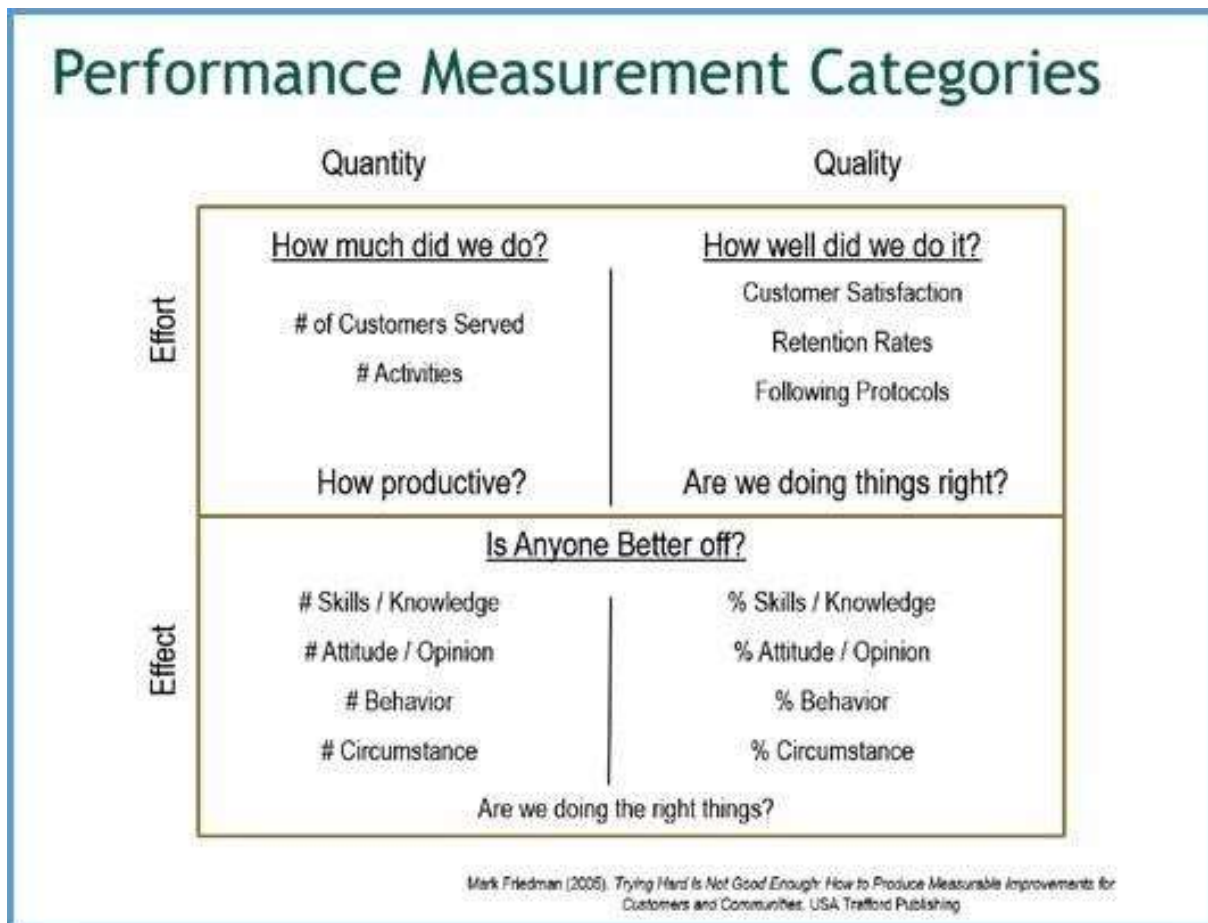 Performance Measurement Categories
Quantity
Quality
Effort
How much did we do?
# of Customers Served
# Activities
How productive?
How well did we do it?
Customer Satisfaction
Retention Rates
Following Protocols
Are we doing things right?
Effect
Is Anyone Better off?
# Skills / Knowledge
# Attitude / Opinion
# Behavior
# Circumstance
% Skills / Knowledge
% Attitude / Opinion
% Behavior
% Circumstance
Are we doing the right things?
Mark Friedman (2005). Trying Hard Is Not Good Enough: How to Produce Measurable Improvements for
Customers and Communities. USA Trafford Publishing